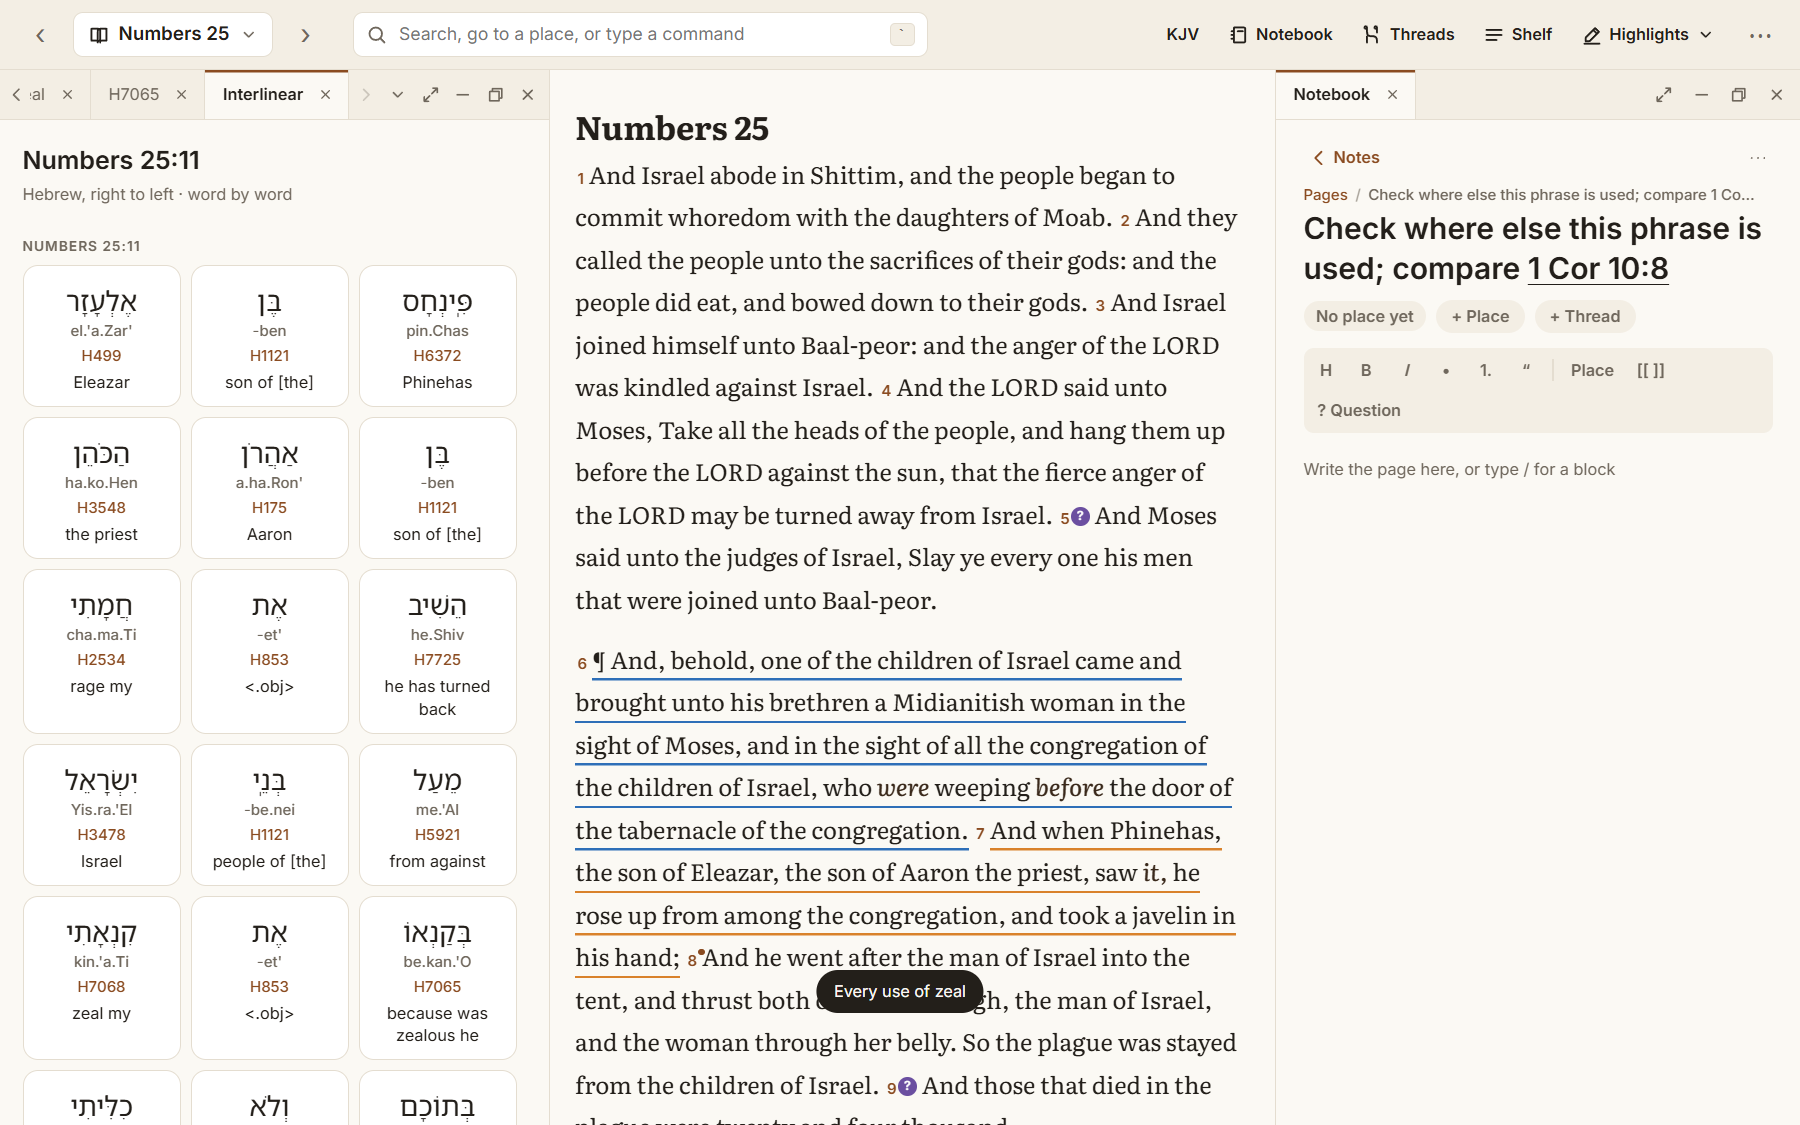 Numbers 25
Search, go to a place, or type a command
`
KJV
Notebook
Threads
Shelf
Highlights
H7065
Interlinear
Numbers 25:11
Hebrew, right to left · word by word
NUMBERS 25:11
פִּֽינְחָס
pin.Chas
H6372
Phinehas
בֶּן
-ben
H1121
son of [the]
אֶלְעָזָר
el.'a.Zar'
H499
Eleazar
בֶּן
-ben
H1121
son of [the]
אַהֲרֹן
a.ha.Ron'
H175
Aaron
הַכֹּהֵן
ha.ko.Hen
H3548
the priest
הֵשִׁיב
he.Shiv
H7725
he has turned
back
אֶת
-et'
H853
<.obj>
חֲמָתִי
cha.ma.Ti
H2534
rage my
מֵעַל
me.'Al
H5921
from against
בְּנֵֽי
-be.nei
H1121
people of [the]
יִשְׂרָאֵל
Yis.ra.'El
H3478
Israel
בְּקַנְאוֹ
be.kan.'O
H7065
because was
zealous he
אֶת
-et'
H853
<.obj>
קִנְאָתִי
kin.'a.Ti
H7068
zeal my
בְּתוֹכָם
וְלֹא
כִלִּיתִי
Numbers 25
1 And Israel abode in Shittim, and the people began to
commit whoredom with the daughters of Moab. 2 And they
called the people unto the sacrifices of their gods: and the
people did eat, and bowed down to their gods. 3 And Israel
joined himself unto Baal-peor: and the anger of the LORD
was kindled against Israel. 4 And the LORD said unto
Moses, Take all the heads of the people, and hang them up
before the LORD against the sun, that the fierce anger of
the LORD may be turned away from Israel. 5 ? And Moses
said unto the judges of Israel, Slay ye every one his men
that were joined unto Baal-peor.
6 ¶ And, behold, one of the children of Israel came and
brought unto his brethren a Midianitish woman in the
sight of Moses, and in the sight of all the congregation of
the children of Israel, who were weeping before the door of
the tabernacle of the congregation. 7 And when Phinehas,
the son of Eleazar, the son of Aaron the priest, saw it, he
rose up from among the congregation, and took a javelin in
his hand; 8 And he went after the man of Israel into the
tent, and thrust both
Every use of zeal
the man of Israel,
and the woman through her belly. So the plague was stayed
from the children of Israel. 9 ? And those that died in the
Notebook
Notes
Pages / Check where else this phrase is used; compare 1 Co...
Check where else this phrase is
used; compare 1 Cor 10:8
No place yet
+ Place
+ Thread
H B I • 1. “ Place [[ ]]
? Question
Write the page here, or type / for a block